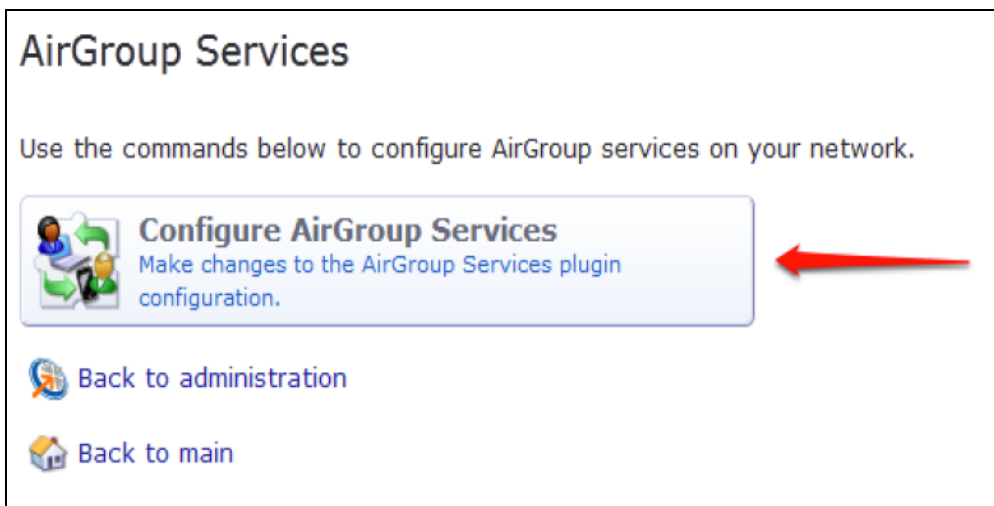 AirGroup Services
Use the commands below to configure AirGroup services on your network.
Configure AirGroup Services
Make changes to the AirGroup Services plugin
configuration.
Back to administration
Back to main